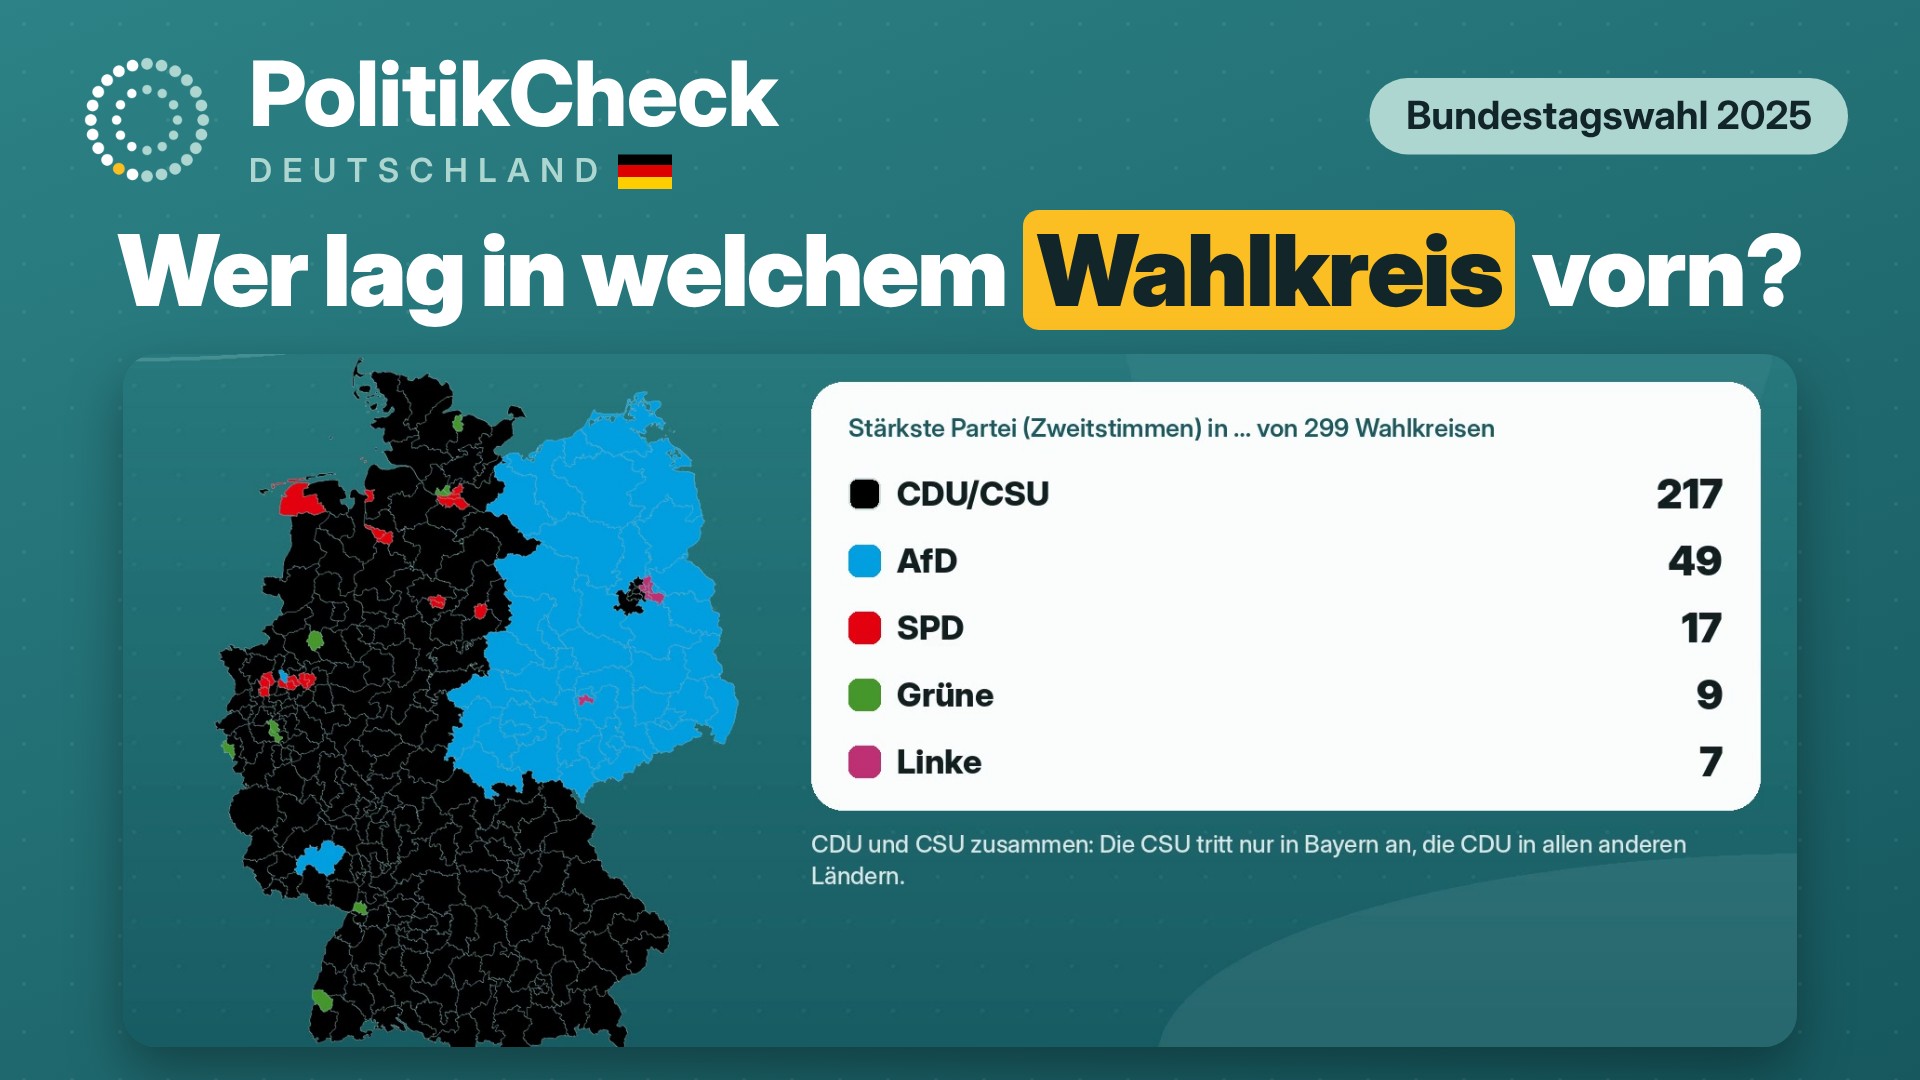 PolitikCheck
DEUTSCHLAND
Bundestagswahl 2025
Wer lag in welchem Wahlkreis vorn?
Stärkste Partei (Zweitstimmen) in ... von 299 Wahlkreisen
CDU/CSU 217
AfD 49
SPD 17
Grüne 9
Linke 7
CDU und CSU zusammen: Die CSU tritt nur in Bayern an, die CDU in allen anderen
Ländern.